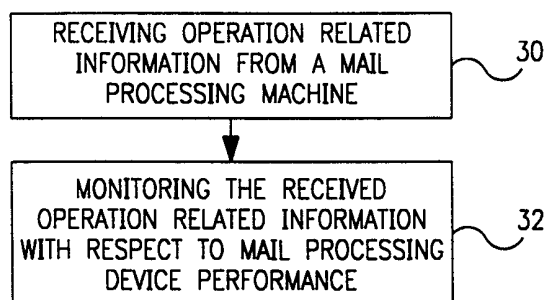 RECEIVING OPERATION RELATED
INFORMATION FROM A MAIL
PROCESSING MACHINE
30
MONITORING THE RECEIVED
OPERATION RELATED INFORMATION
WITH RESPECT TO MAIL PROCESSING
DEVICE PERFORMANCE
32